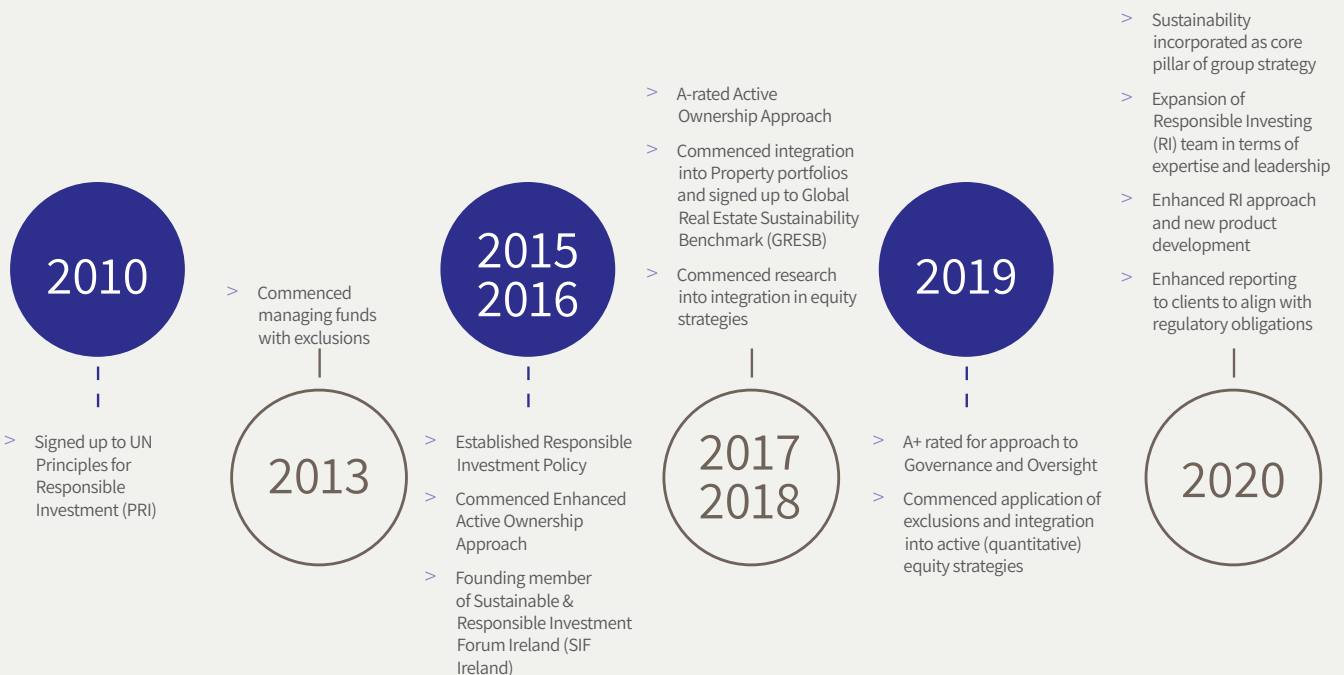 2010
> Signed up to UN
Principles for
Responsible
Investment (PRI)
> Commenced
managing funds
with exclusions
2013
2015
2016
> Established Responsible
Investment Policy
> Commenced Enhanced
Active Ownership
Approach
> Founding member
of Sustainable &
Responsible Investment
Forum Ireland (SIF
Ireland)
> A-rated Active
Ownership Approach
> Commenced integration
into Property portfolios
and signed up to Global
Real Estate Sustainability
Benchmark (GRESB)
> Commenced research
into integration in equity
strategies
2017
2018
2019
> A+ rated for approach to
Governance and Oversight
> Commenced application of
exclusions and integration
into active (quantitative)
equity strategies
> Sustainability
incorporated as core
pillar of group strategy
> Expansion of
Responsible Investing
(RI) team in terms of
expertise and leadership
> Enhanced RI approach
and new product
development
> Enhanced reporting
to clients to align with
regulatory obligations
2020